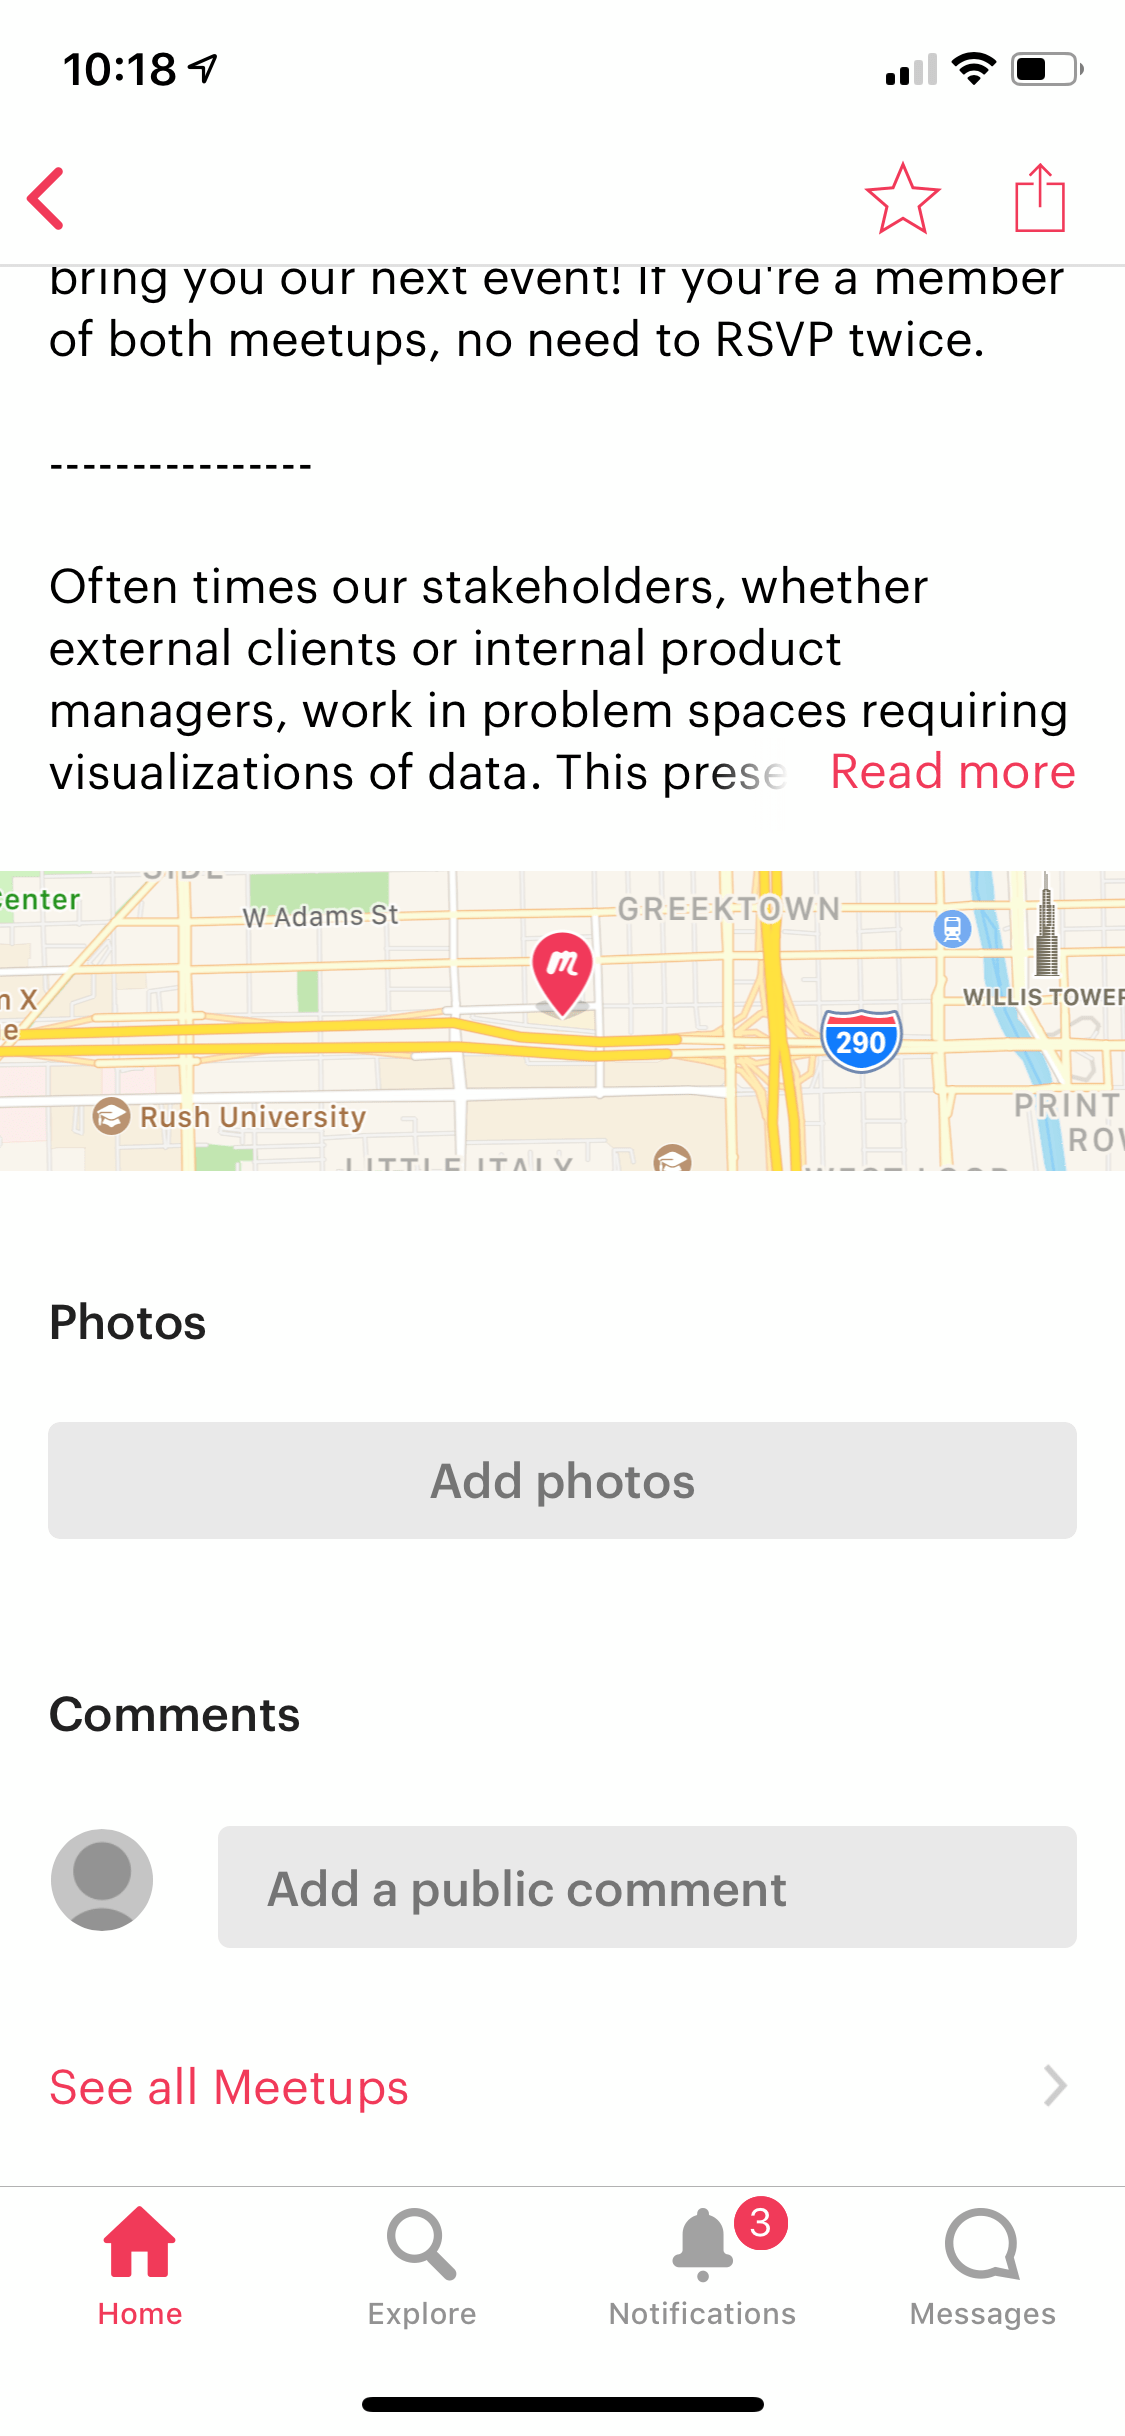 10:18
bring you our next event! If you're a member
of both meetups, no need to RSVP twice.
----------------
Often times our stakeholders, whether
external clients or internal product
managers, work in problem spaces requiring
visualizations of data. This prese Read more
SIDE
enter
W Adams St
GREEKTOWN
m
n X
e
WILLIS TOWER
290
Rush University
PRINT
ROW
LITTLE ITALY
WEST LOOP
Photos
Add photos
Comments
Add a public comment
See all Meetups
3
Home
Explore
Notifications
Messages